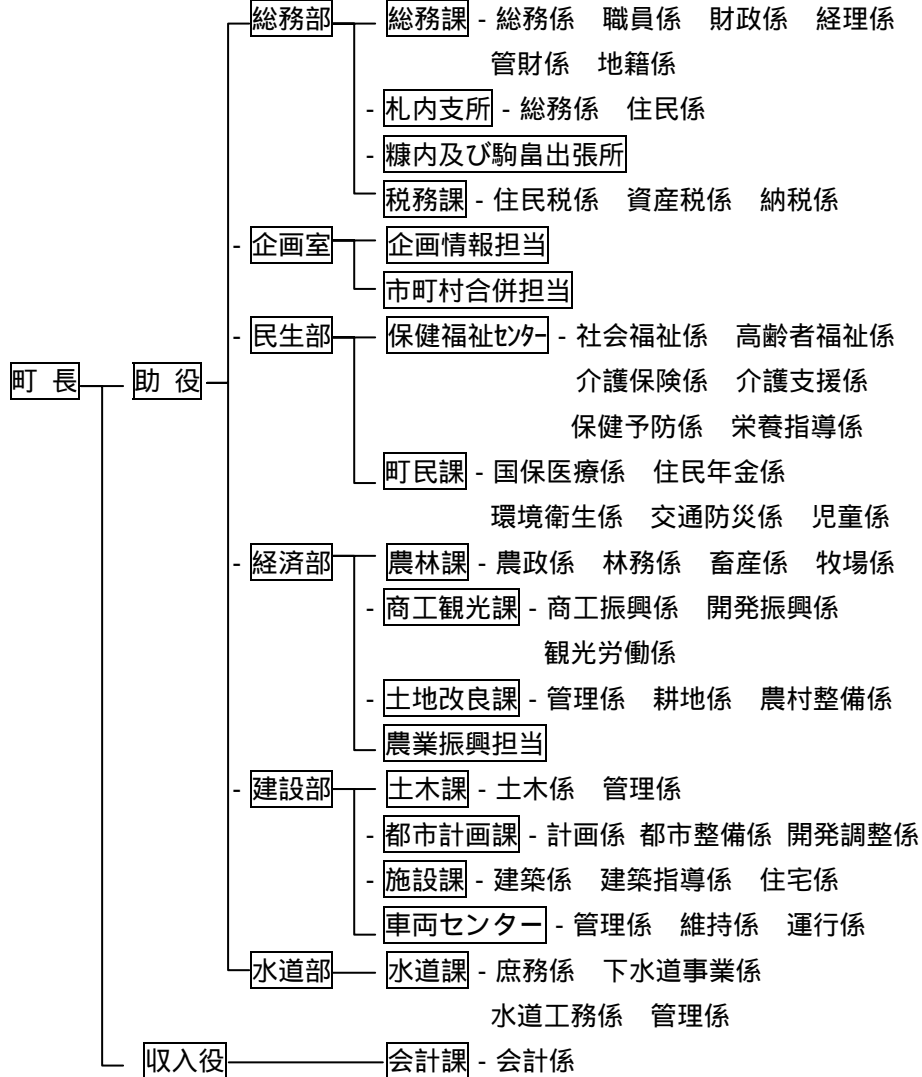 総務部 総務課 - 総務係 職員係 財政係 経理係
管財係 地籍係
- 札内支所 - 総務係 住民係
- 糠内及び駒畠出張所
税務課 - 住民税係 資産税係 納税係
- 企画室 企画情報担当
市町村合併担当
- 民生部 保健福祉ｾﾝﾀｰ - 社会福祉係 高齢者福祉係
町 長 助 役 介護保険係 介護支援係
保健予防係 栄養指導係
町民課 - 国保医療係 住民年金係
環境衛生係 交通防災係 児童係
- 経済部 農林課 - 農政係 林務係 畜産係 牧場係
- 商工観光課 - 商工振興係 開発振興係
観光労働係
- 土地改良課 - 管理係 耕地係 農村整備係
農業振興担当
- 建設部 土木課 - 土木係 管理係
- 都市計画課 - 計画係 都市整備係 開発調整係
- 施設課 - 建築係 建築指導係 住宅係
車両センター - 管理係 維持係 運行係
水道部 水道課 - 庶務係 下水道事業係
水道工務係 管理係
収入役 会計課 - 会計係